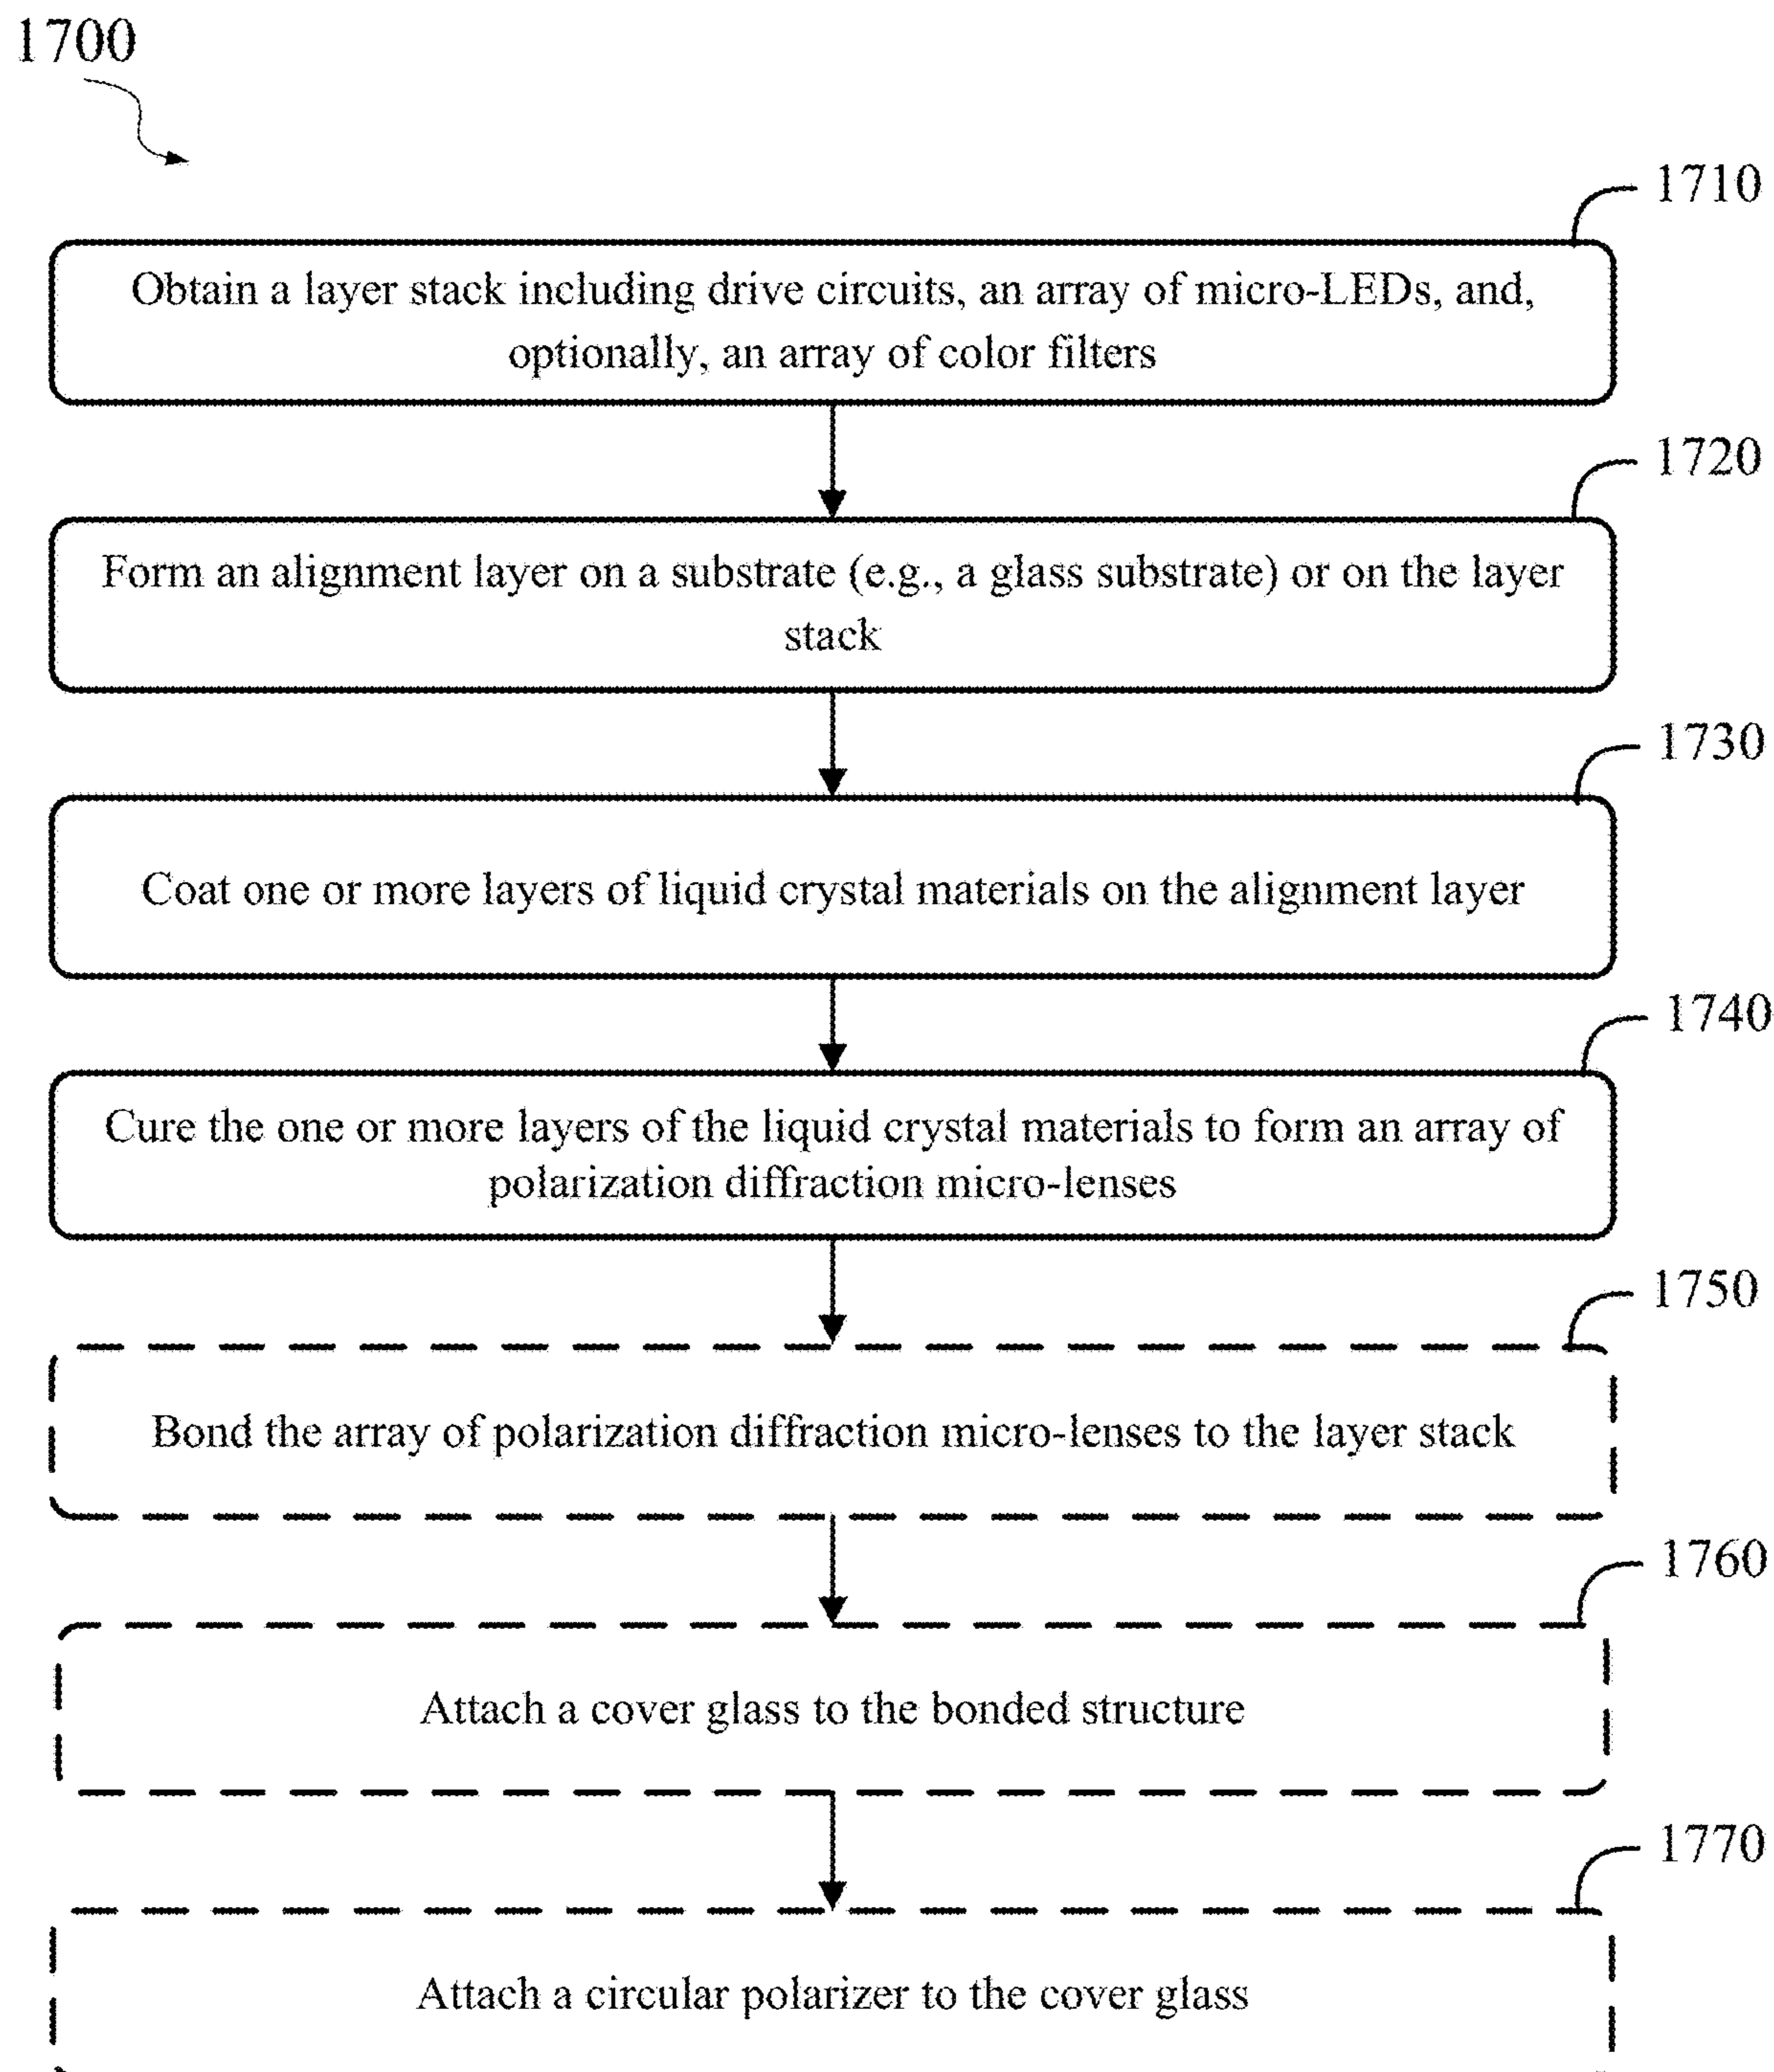 1700
1710
Obtain a layer stack including drive circuits, an array of micro-LEDs, and,
optionally, an array of color filters
1720
Form an alignment layer on a substrate (e.g., a glass substrate) or on the layer
stack
1730
Coat one or more layers of liquid crystal materials on the alignment layer
1740
Cure the one or more layers of the liquid crystal materials to form an array of
polarization diffraction micro-lenses
1750
Bond the array of polarization diffraction micro-lenses to the layer stack
1760
Attach a cover glass to the bonded structure
1770
Attach a circular polarizer to the cover glass